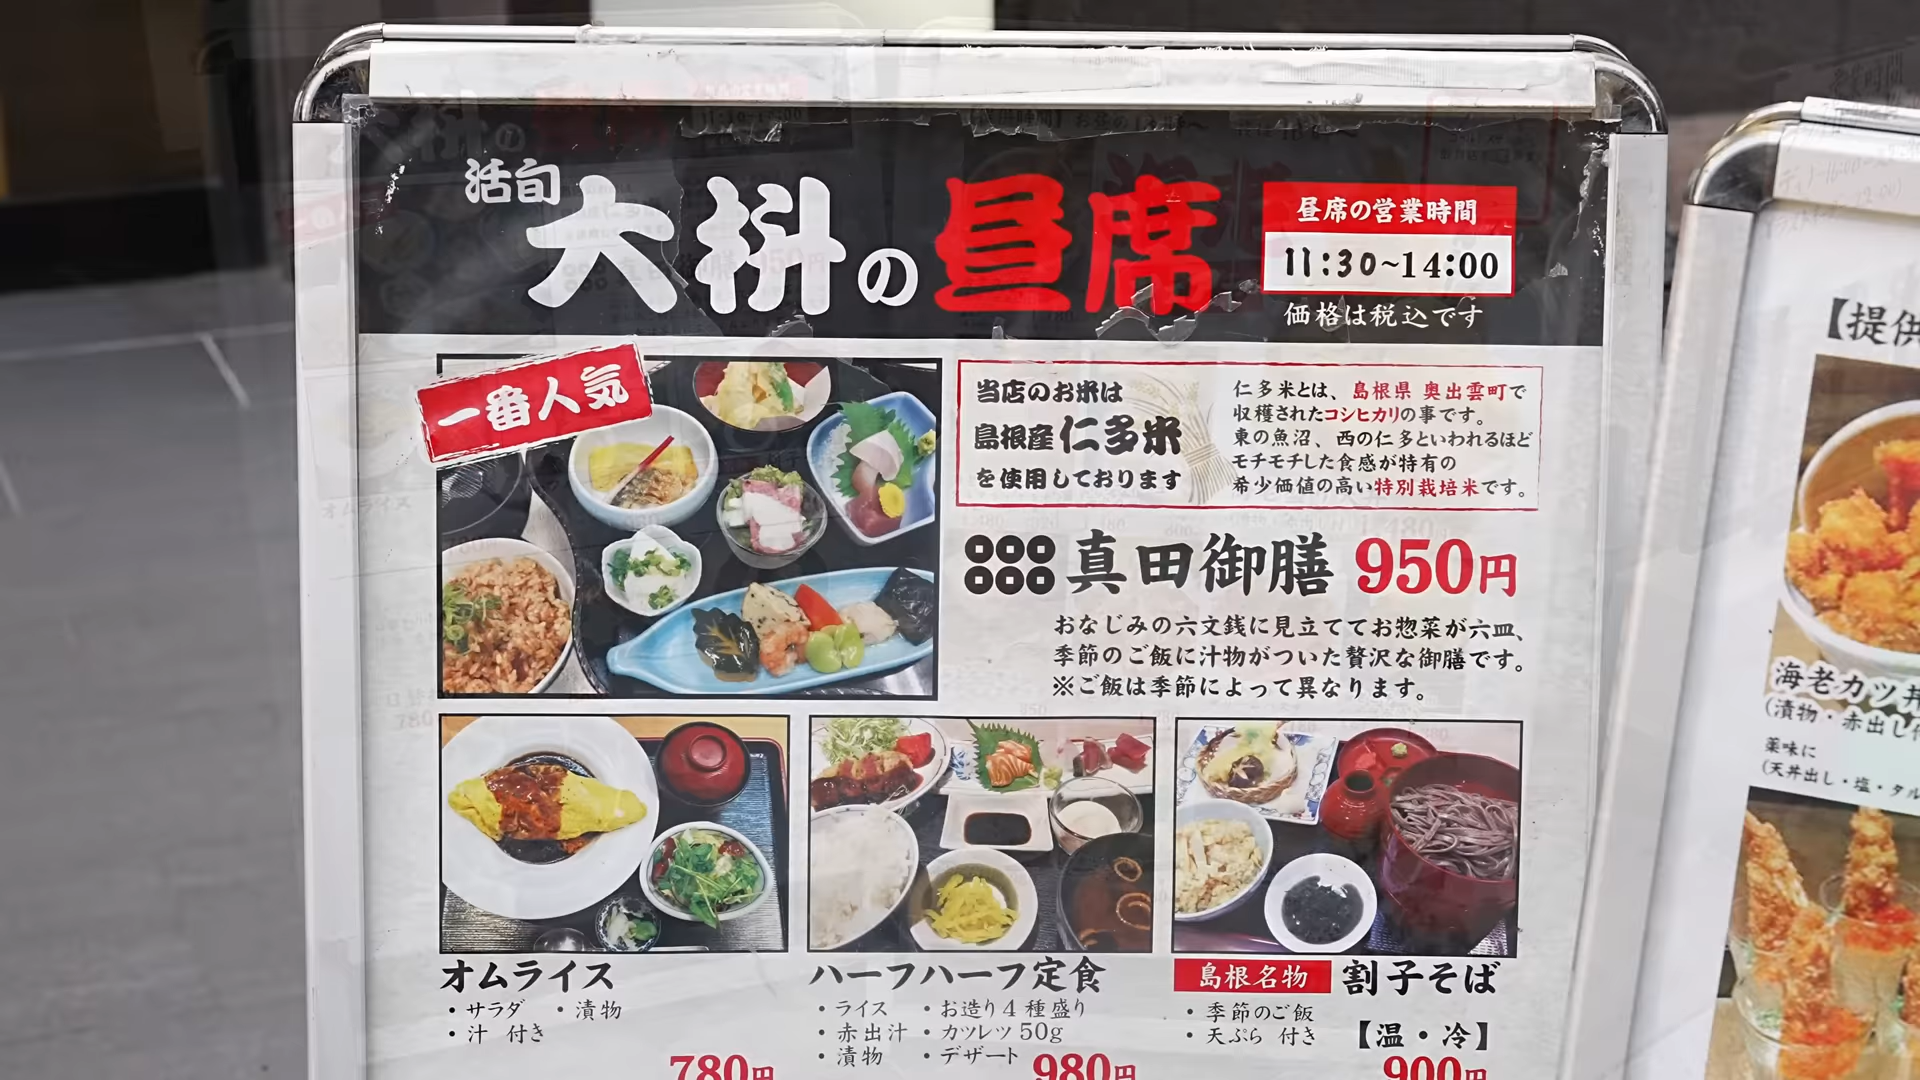 活旬
大枡の昼席
昼席の営業時間
11:30~14:00
価格は税込です
一番人気
当店のお米は
島根産仁多米
を使用しております
仁多米とは、島根県 奥出雲町で
収穫されたコシヒカリの事です。
東の魚沼、西の仁多といわれるほど
モチモチした食感が特有の
希少価値の高い特別栽培米です。
真田御膳 950円
おなじみの六文銭に見立ててお惣菜が六皿、
季節のご飯に汁物がついた贅沢な御膳です。
※ご飯は季節によって異なります。
オムライス
・サラダ ・漬物
・汁 付き
780円
ハーフハーフ定食
・ライス ・お造り4種盛り
・赤出汁 ・カツレツ50g
・漬物 ・デザート
980円
島根名物 割子そば
・季節のご飯
・天ぷら 付き
【温・冷】
900円
【提供
海老カツ丼
(漬物・赤出し付
薬味に
(天丼出し・塩・タル